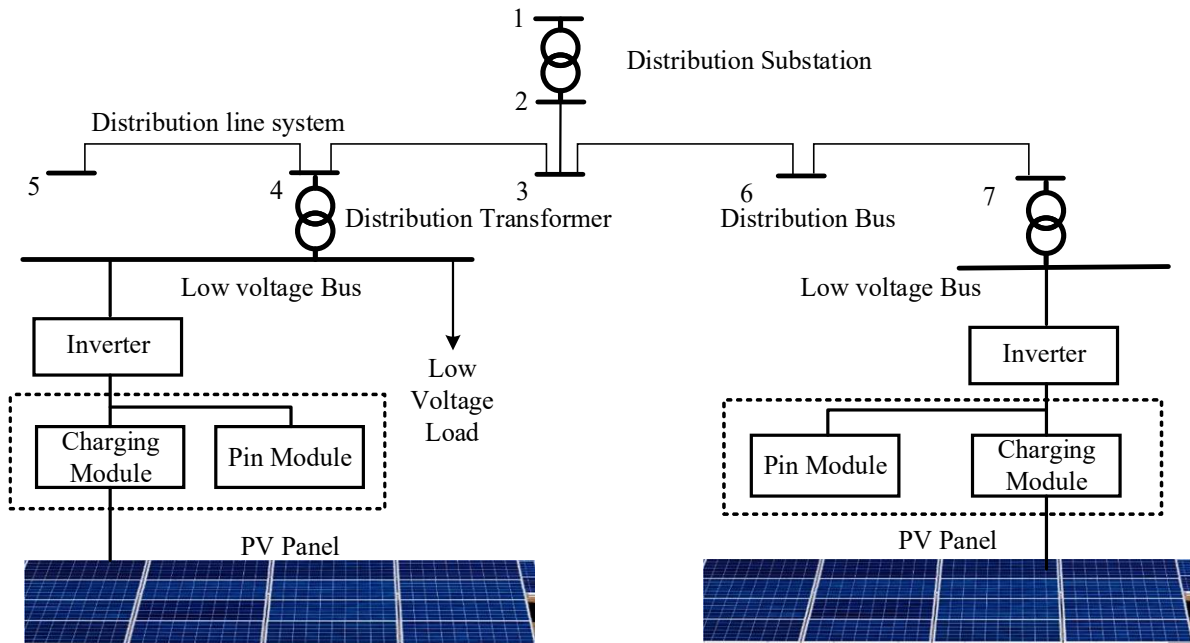 1
Distribution Substation
2
Distribution line system
5
4
3
6
7
Distribution Transformer
Distribution Bus
Low voltage Bus
Low voltage Bus
Inverter
Inverter
Low
Voltage
Load
Charging
Module
Pin Module
Pin Module
Charging
Module
PV Panel
PV Panel